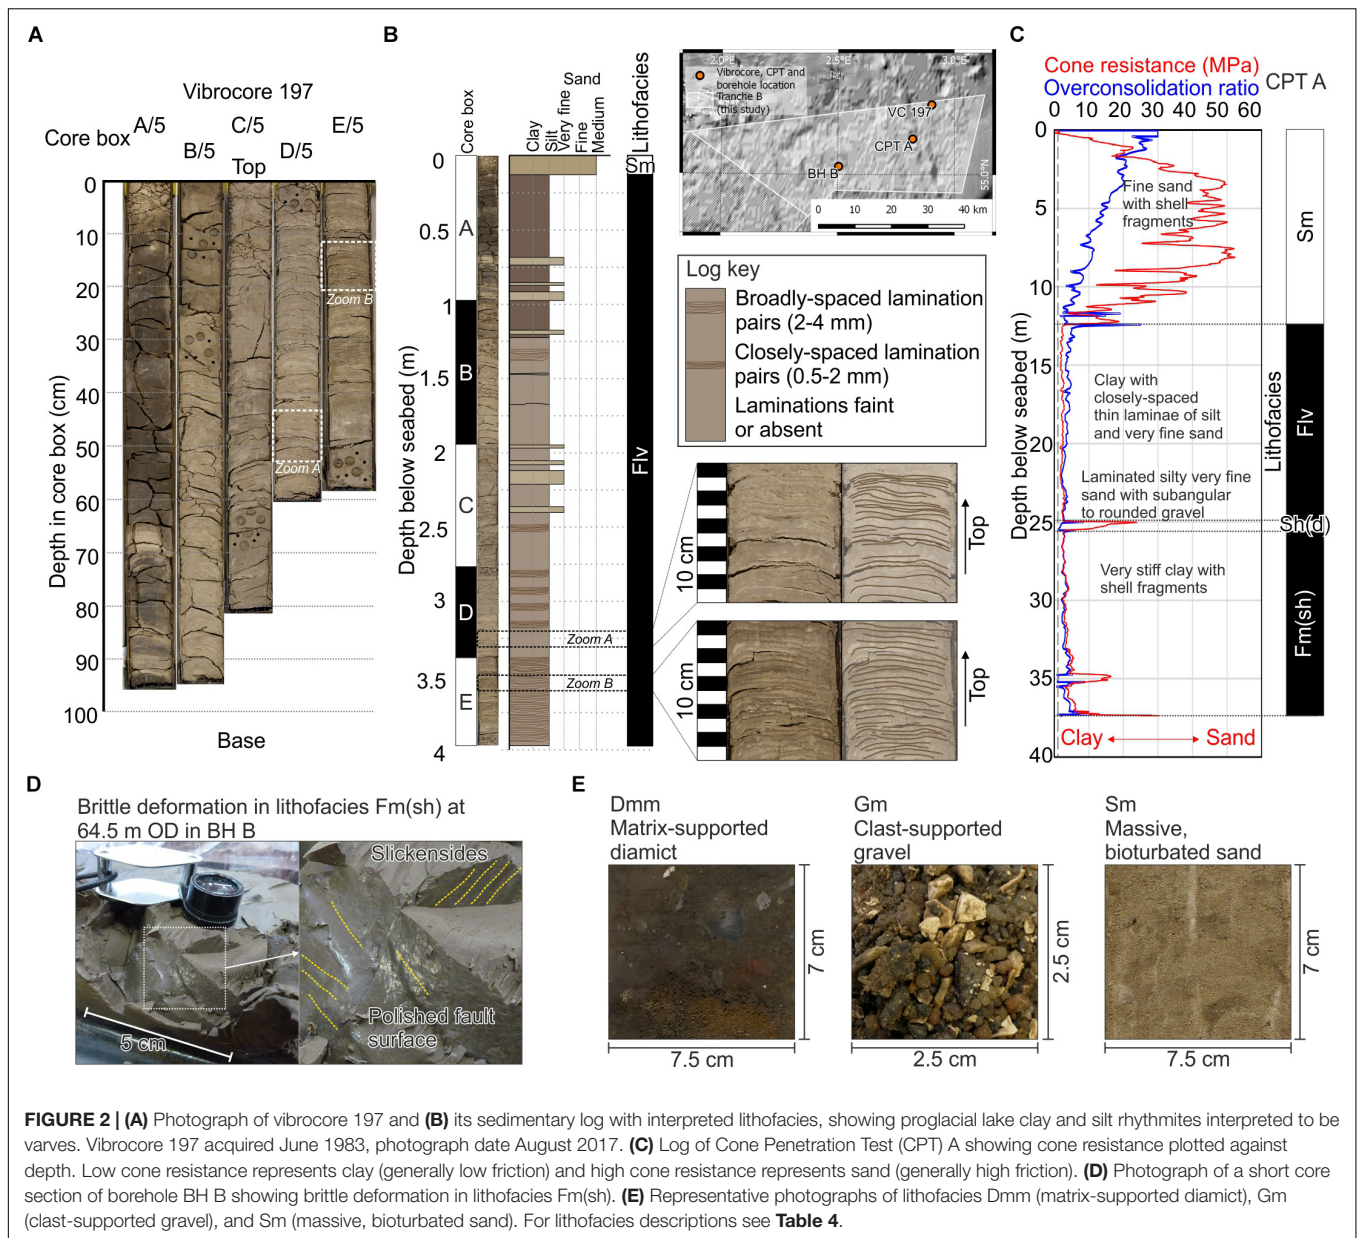 A
Vibrocore 197
Core box A/5 B/5 C/5 D/5 E/5
Top
0
10
20
30
40
50
60
70
80
90
100
Depth in core box (cm)
Zoom B
Zoom A
Base
B
Core box
Clay
Silt
Very fine
Fine
Medium
Sand
Lithofacies
0
0.5
1
1.5
2
2.5
3
3.5
4
Depth below seabed (m)
A
B
C
D
E
Sm
Flv
Zoom A
Zoom B
2.0°E 2.5°E 3.0°E
55.0°N
Vibrocore, CPT and
borehole location
Tranche B
(this study)
VC 197
CPT A
BH B
0 10 20 30 40 km
Log key
Broadly-spaced lamination
pairs (2-4 mm)
Closely-spaced lamination
pairs (0.5-2 mm)
Laminations faint
or absent
10 cm
Top
10 cm
Top
C
Cone resistance (MPa)
Overconsolidation ratio
CPT A
0 10 20 30 40 50 60
0
5
10
15
20
25
30
35
40
Depth below seabed (m)
Fine sand
with shell
fragments
Clay with
closely-spaced
thin laminae of silt
and very fine sand
Laminated silty very fine
sand with subangular
to rounded gravel
Very stiff clay with
shell fragments
Clay Sand
Lithofacies
Sm
Flv
Sh(d)
Fm(sh)
D
Brittle deformation in lithofacies Fm(sh) at
64.5 m OD in BH B
5 cm
Slickensides
Polished fault
surface
E
Dmm
Matrix-supported
diamict
7 cm
7.5 cm
Gm
Clast-supported
gravel
2.5 cm
2.5 cm
Sm
Massive,
bioturbated sand
7 cm
7.5 cm
FIGURE 2 | (A) Photograph of vibrocore 197 and (B) its sedimentary log with interpreted lithofacies, showing proglacial lake clay and silt rhythmites interpreted to be
varves. Vibrocore 197 acquired June 1983, photograph date August 2017. (C) Log of Cone Penetration Test (CPT) A showing cone resistance plotted against
depth. Low cone resistance represents clay (generally low friction) and high cone resistance represents sand (generally high friction). (D) Photograph of a short core
section of borehole BH B showing brittle deformation in lithofacies Fm(sh). (E) Representative photographs of lithofacies Dmm (matrix-supported diamict), Gm
(clast-supported gravel), and Sm (massive, bioturbated sand). For lithofacies descriptions see Table 4.